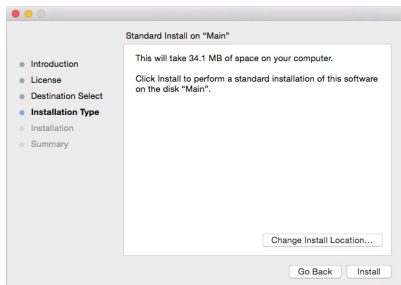 Standard Install on "Main"
Introduction
License
Destination Select
Installation Type
Installation
Summary
This will take 34.1 MB of space on your computer.
Click Install to perform a standard installation of this software
on the disk "Main".
Change Install Location...
Go Back
Install